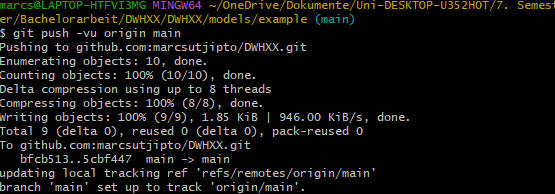 marcs@LAPTOP-HTFVI3MG MINGW64 ~/OneDrive/Dokumente/Uni-DESKTOP-U352HOT/7. Semest
er/Bachelorarbeit/DWHXX/DWHXX/models/example (main)
$ git push -vu origin main
Pushing to github.com:marcsutjipto/DWHXX.git
Enumerating objects: 10, done.
Counting objects: 100% (10/10), done.
Delta compression using up to 8 threads
Compressing objects: 100% (8/8), done.
Writing objects: 100% (9/9), 1.85 KiB | 946.00 KiB/s, done.
Total 9 (delta 0), reused 0 (delta 0), pack-reused 0
To github.com:marcsutjipto/DWHXX.git
   bfcb513..5cbf447  main -> main
updating local tracking ref 'refs/remotes/origin/main'
branch 'main' set up to track 'origin/main'.